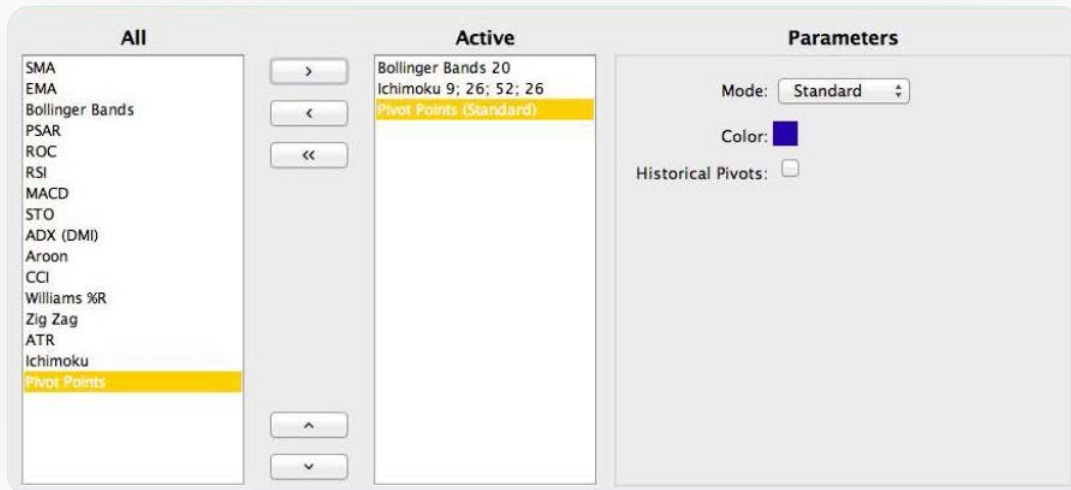 All
SMA
EMA
Bollinger Bands
PSAR
ROC
RSI
MACD
STO
ADX (DMI)
Aroon
CCI
Williams %R
Zig Zag
ATR
Ichimoku
Pivot Points
>
<
<<
^
v
Active
Bollinger Bands 20
Ichimoku 9; 26; 52; 26
Pivot Points (Standard)
Parameters
Mode: Standard
Color:
Historical Pivots: